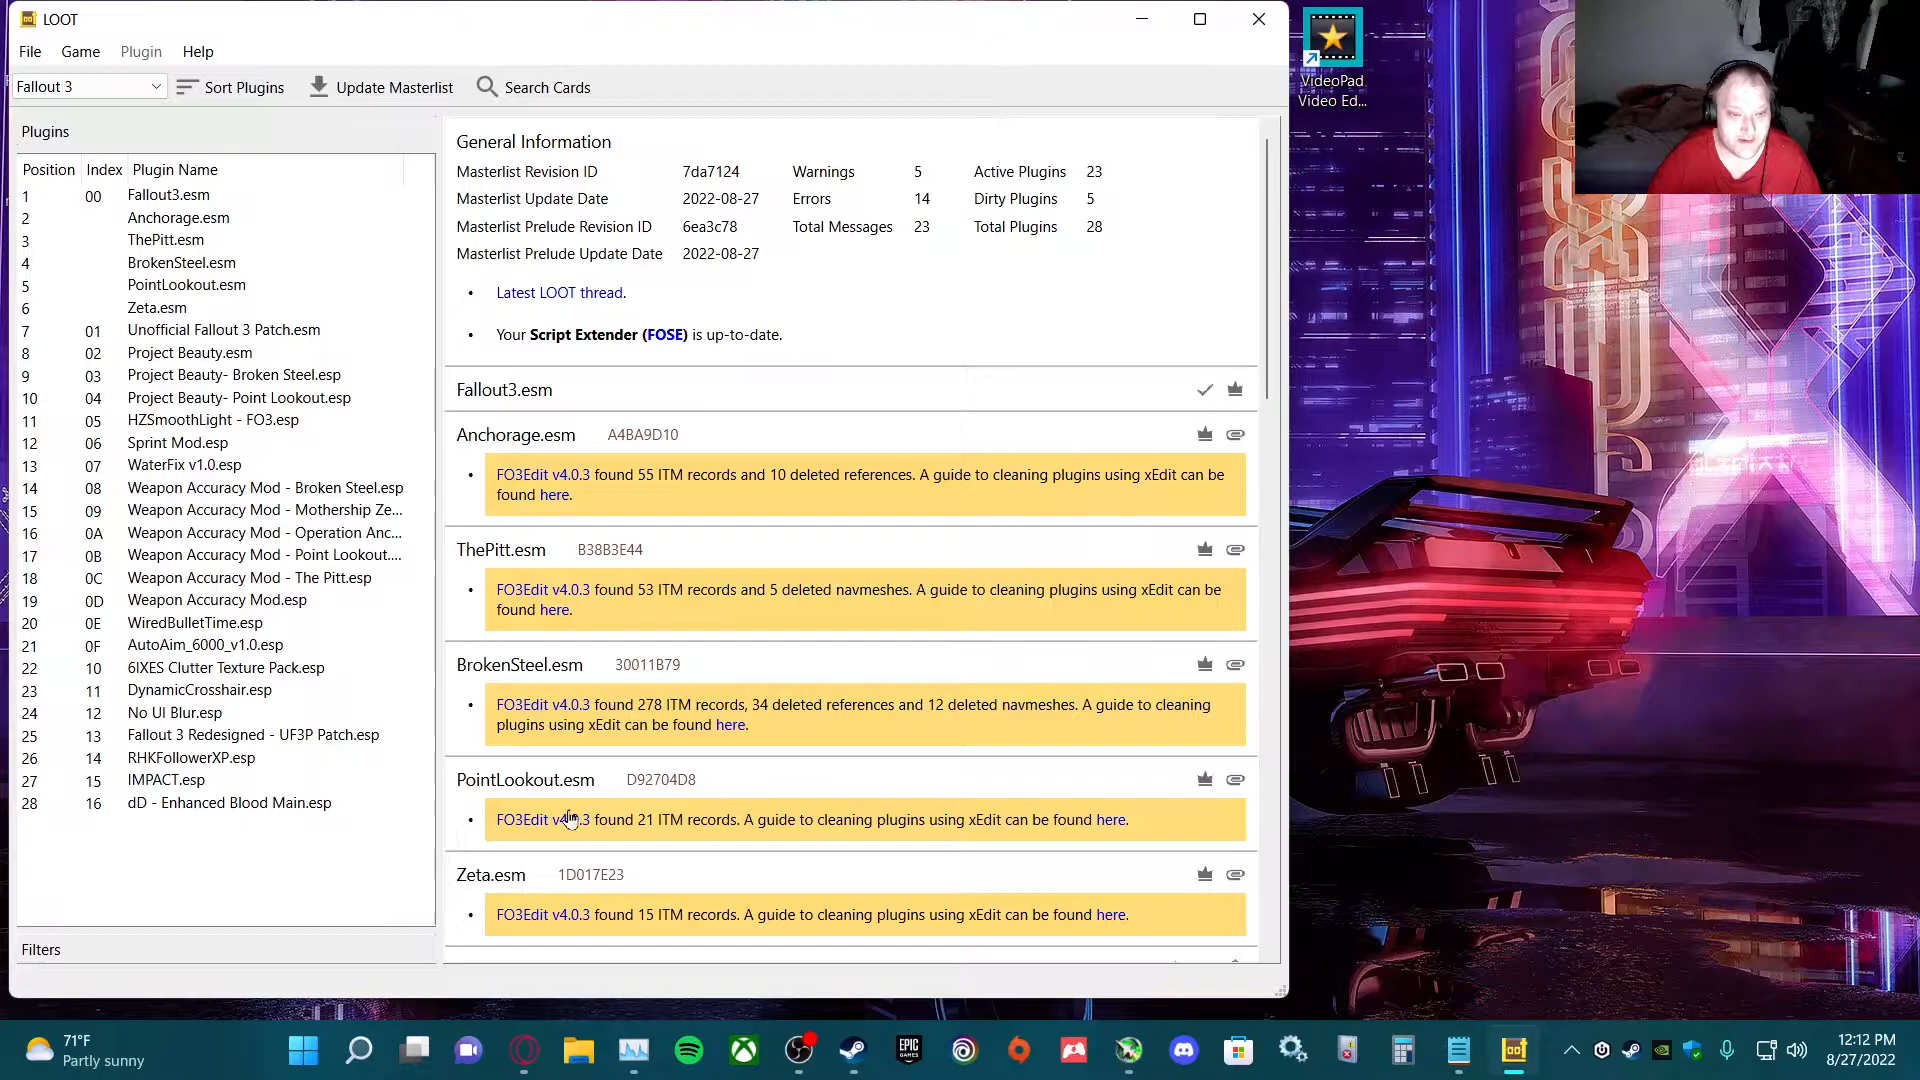 LOOT
File Game Plugin Help
Fallout 3 Sort Plugins Update Masterlist Search Cards
Plugins
Position Index Plugin Name
1 00 Fallout3.esm
2 Anchorage.esm
3 ThePitt.esm
4 BrokenSteel.esm
5 PointLookout.esm
6 Zeta.esm
7 01 Unofficial Fallout 3 Patch.esm
8 02 Project Beauty.esm
9 03 Project Beauty- Broken Steel.esp
10 04 Project Beauty- Point Lookout.esp
11 05 HZSmoothLight - FO3.esp
12 06 Sprint Mod.esp
13 07 WaterFix v1.0.esp
14 08 Weapon Accuracy Mod - Broken Steel.esp
15 09 Weapon Accuracy Mod - Mothership Ze...
16 0A Weapon Accuracy Mod - Operation Anc...
17 0B Weapon Accuracy Mod - Point Lookout....
18 0C Weapon Accuracy Mod - The Pitt.esp
19 0D Weapon Accuracy Mod.esp
20 0E WiredBulletTime.esp
21 0F AutoAim_6000_v1.0.esp
22 10 6IXES Clutter Texture Pack.esp
23 11 DynamicCrosshair.esp
24 12 No UI Blur.esp
25 13 Fallout 3 Redesigned - UF3P Patch.esp
26 14 RHKFollowerXP.esp
27 15 IMPACT.esp
28 16 dD - Enhanced Blood Main.esp
Filters
General Information
Masterlist Revision ID 7da7124 Warnings 5 Active Plugins 23
Masterlist Update Date 2022-08-27 Errors 14 Dirty Plugins 5
Masterlist Prelude Revision ID 6ea3c78 Total Messages 23 Total Plugins 28
Masterlist Prelude Update Date 2022-08-27
• Latest LOOT thread.
• Your Script Extender (FOSE) is up-to-date.
Fallout3.esm
Anchorage.esm A4BA9D10
• FO3Edit v4.0.3 found 55 ITM records and 10 deleted references. A guide to cleaning plugins using xEdit can be
found here.
ThePitt.esm B38B3E44
• FO3Edit v4.0.3 found 53 ITM records and 5 deleted navmeshes. A guide to cleaning plugins using xEdit can be
found here.
BrokenSteel.esm 30011B79
• FO3Edit v4.0.3 found 278 ITM records, 34 deleted references and 12 deleted navmeshes. A guide to cleaning
plugins using xEdit can be found here.
PointLookout.esm D92704D8
• FO3Edit v4.0.3 found 21 ITM records. A guide to cleaning plugins using xEdit can be found here.
Zeta.esm 1D017E23
• FO3Edit v4.0.3 found 15 ITM records. A guide to cleaning plugins using xEdit can be found here.
VideoPad
Video Ed...
71°F
Partly sunny
EPIC
GAMES
12:12 PM
8/27/2022